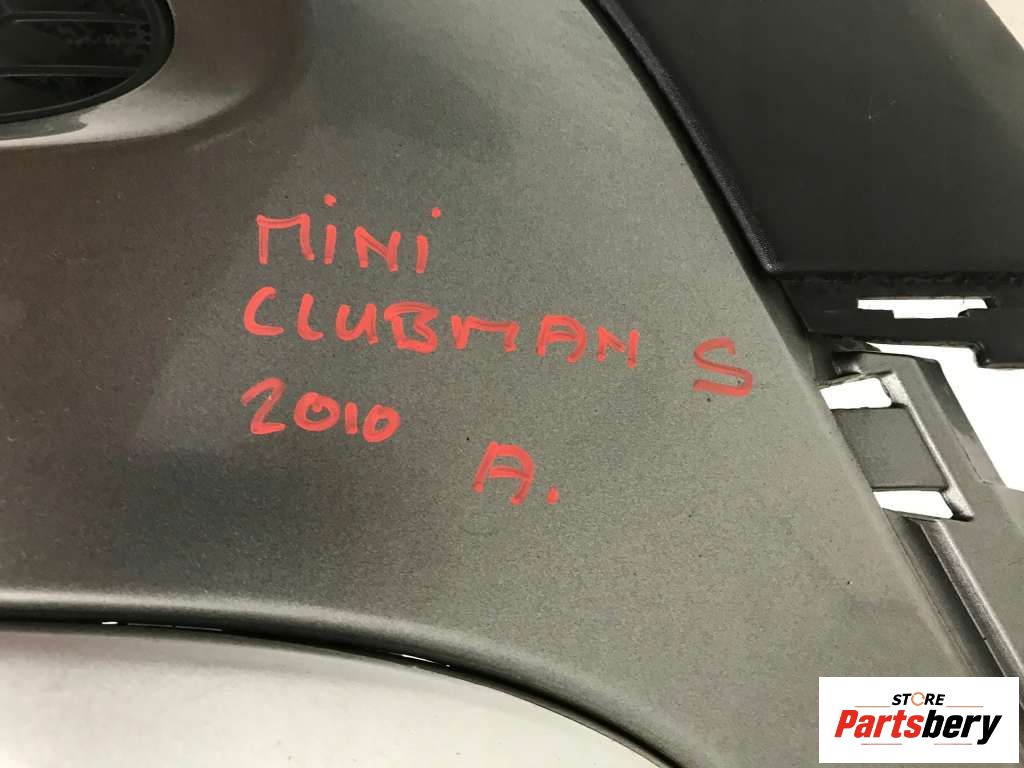 MiNi
CLUBMAN S
2010
A.
STORE
Partsbery